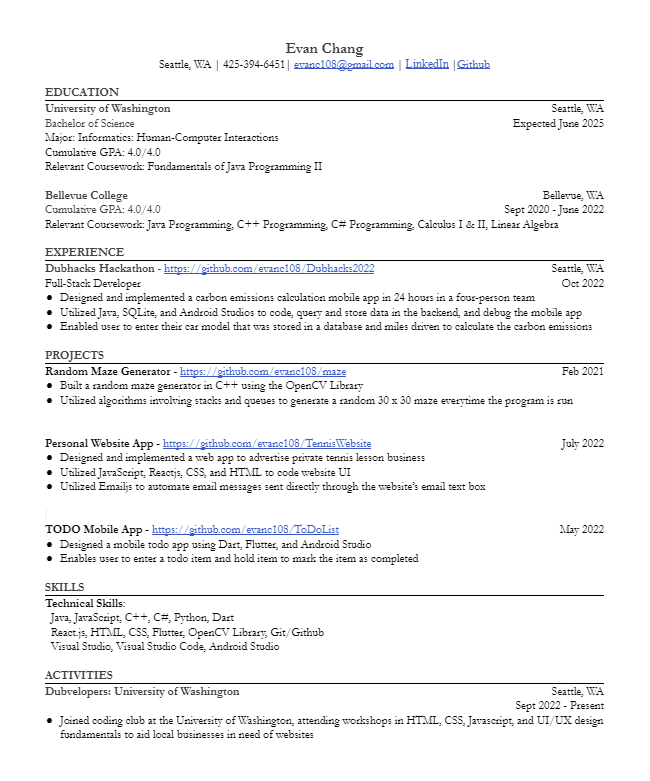 Evan Chang
Seattle, WA | 425-394-6451| evanc108@gmail.com | LinkedIn |Github
EDUCATION
University of Washington Seattle, WA
Bachelor of Science Expected June 2025
Major: Informatics: Human-Computer Interactions
Cumulative GPA: 4.0/4.0
Relevant Coursework: Fundamentals of Java Programming II
Bellevue College Bellevue, WA
Cumulative GPA: 4.0/4.0 Sept 2020 - June 2022
Relevant Coursework: Java Programming, C++ Programming, C# Programming, Calculus I & II, Linear Algebra
EXPERIENCE
Dubhacks Hackathon - https://github.com/evanc108/Dubhacks2022 Seattle, WA
Full-Stack Developer Oct 2022
● Designed and implemented a carbon emissions calculation mobile app in 24 hours in a four-person team
● Utilized Java, SQLite, and Android Studios to code, query and store data in the backend, and debug the mobile app
● Enabled user to enter their car model that was stored in a database and miles driven to calculate the carbon emissions
PROJECTS
Random Maze Generator - https://github.com/evanc108/maze Feb 2021
● Built a random maze generator in C++ using the OpenCV Library
● Utilized algorithms involving stacks and queues to generate a random 30 x 30 maze everytime the program is run
Personal Website App - https://github.com/evanc108/TennisWebsite July 2022
● Designed and implemented a web app to advertise private tennis lesson business
● Utilized JavaScript, Reactjs, CSS, and HTML to code website UI
● Utilized Emailjs to automate email messages sent directly through the website's email text box
TODO Mobile App - https://github.com/evanc108/ToDoList May 2022
● Designed a mobile todo app using Dart, Flutter, and Android Studio
● Enables user to enter a todo item and hold item to mark the item as completed
SKILLS
Technical Skills:
Java, JavaScript, C++, C#, Python, Dart
React.js, HTML, CSS, Flutter, OpenCV Library, Git/Github
Visual Studio, Visual Studio Code, Android Studio
ACTIVITIES
Dubvelopers: University of Washington Seattle, WA
Sept 2022 - Present
● Joined coding club at the University of Washington, attending workshops in HTML, CSS, Javascript, and UI/UX design
fundamentals to aid local businesses in need of websites